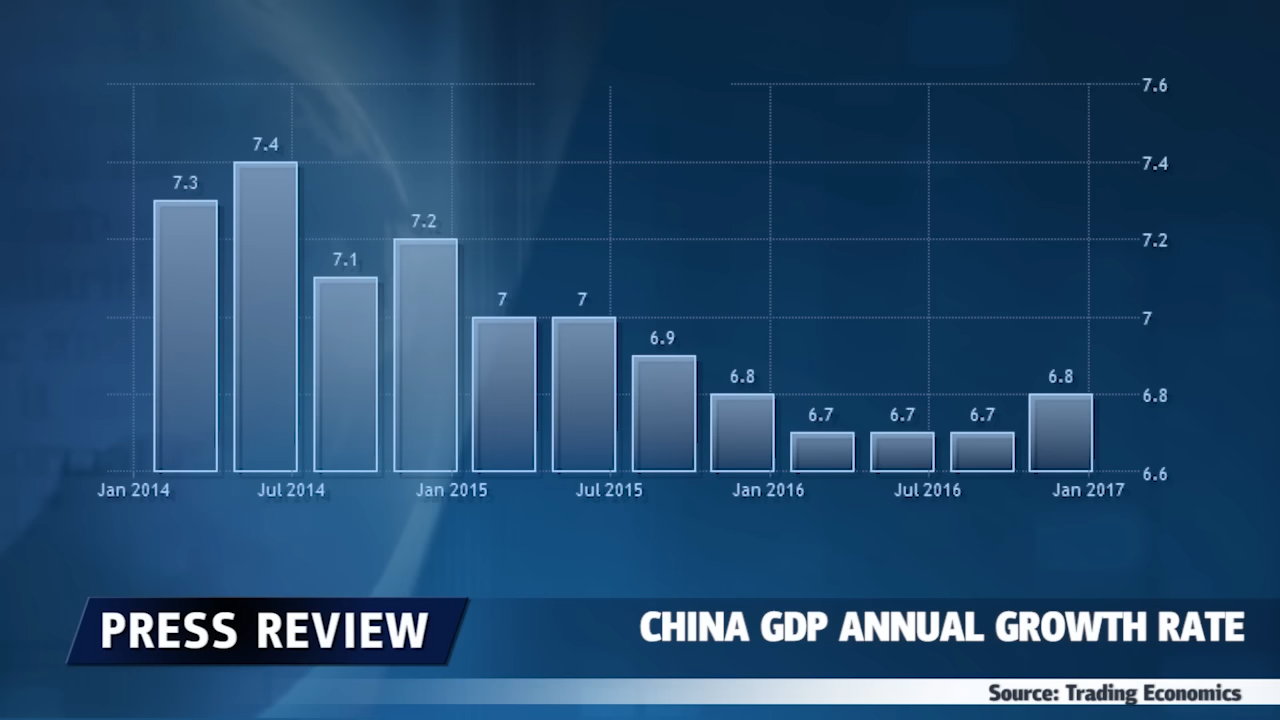 7.6
7.4
7.4
7.3
7.2
7.2
7.1
7
7
7
6.9
6.8
6.8
6.8
6.7
6.7
6.7
6.6
Jan 2014
Jul 2014
Jan 2015
Jul 2015
Jan 2016
Jul 2016
Jan 2017
PRESS REVIEW
CHINA GDP ANNUAL GROWTH RATE
Source: Trading Economics